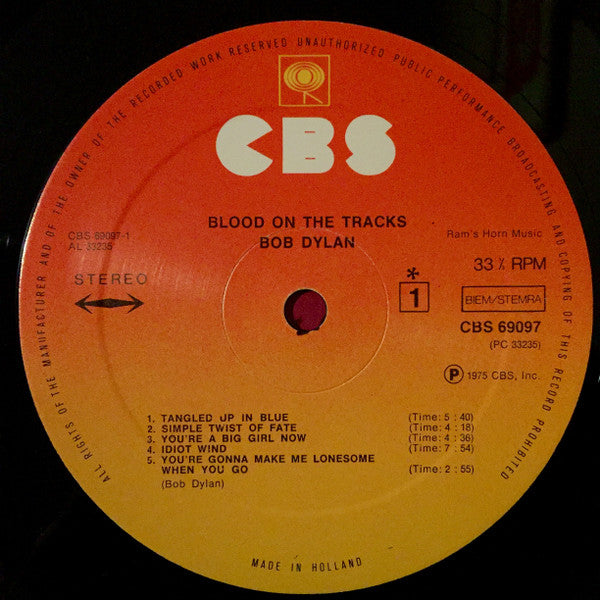 ALL RIGHTS OF THE MANUFACTURER AND OF THE OWNER OF THE RECORDED WORK RESERVED UNAUTHORIZED PUBLIC PERFORMANCE BROADCASTING AND COPYING OF THIS RECORD PROHIBITED
CBS
BLOOD ON THE TRACKS
BOB DYLAN
CBS 69097-1
AL 33235
STEREO
Ram's Horn Music
33⅓ RPM
*
1
BIEM/STEMRA
CBS 69097
(PC 33235)
Ⓟ 1975 CBS, Inc.
1. TANGLED UP IN BLUE (Time: 5 : 40)
2. SIMPLE TWIST OF FATE (Time: 4 : 18)
3. YOU'RE A BIG GIRL NOW (Time: 4 : 36)
4. IDIOT WIND (Time: 7 : 54)
5. YOU'RE GONNA MAKE ME LONESOME
WHEN YOU GO (Time: 2 : 55)
(Bob Dylan)
MADE IN HOLLAND